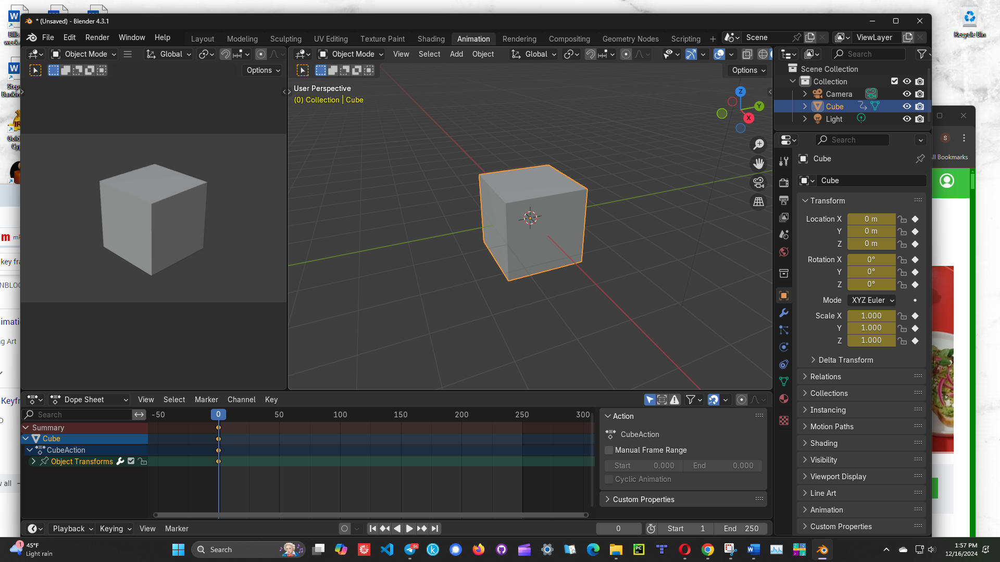 * (Unsaved) - Blender 4.3.1
File Edit Render Window Help
Layout Modeling Sculpting UV Editing Texture Paint Shading Animation Rendering Compositing Geometry Nodes Scripting
Scene
ViewLayer
Object Mode
Global
Options
Object Mode View Select Add Object
Global
Options
User Perspective
(0) Collection | Cube
Z
Y
X
Search
Scene Collection
Collection
Camera
Cube
Light
Search
Cube
Cube
Transform
Location X 0 m
Y 0 m
Z 0 m
Rotation X 0°
Y 0°
Z 0°
Mode XYZ Euler
Scale X 1.000
Y 1.000
Z 1.000
Delta Transform
Relations
Collections
Instancing
Motion Paths
Shading
Visibility
Viewport Display
Line Art
Animation
Custom Properties
Dope Sheet View Select Marker Channel Key
Search
-50 0 50 100 150 200 250 300
Summary
Cube
CubeAction
Object Transforms
Action
CubeAction
Manual Frame Range
Start 0.000 End 0.000
Cyclic Animation
Custom Properties
Playback Keying View Marker
0
Start 1 End 250
Recycle Bin
S
ll Bookmarks
key fra
NBLOC
nimatic
ng Art
Keyfr
w all
1
45°F
Light rain
Search
96
1:57 PM
12/16/2024